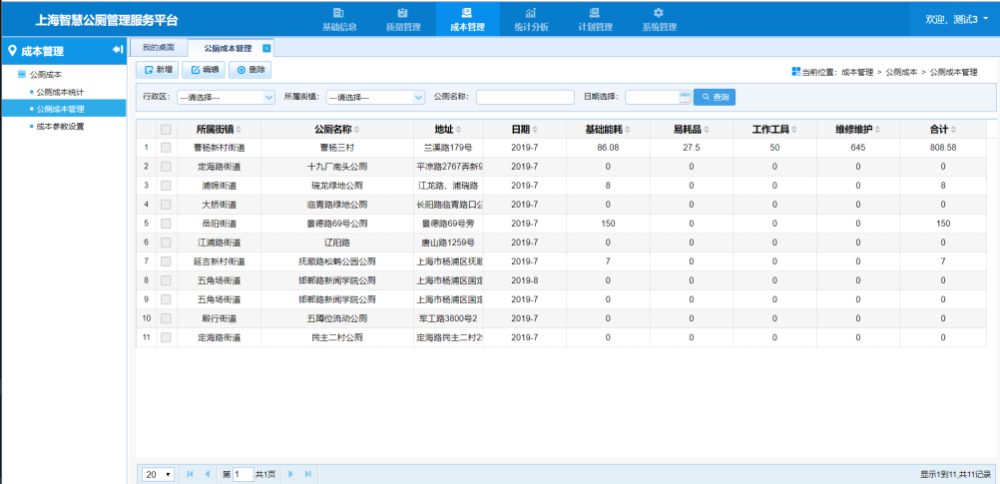 上海智慧公厕管理服务平台
基础信息 质量管理 成本管理 统计分析 计划管理 系统管理
欢迎, 测试3
成本管理
我的桌面 公厕成本管理
公厕成本
公厕成本统计
公厕成本管理
成本参数设置
新增 编辑 删除
当前位置: 成本管理 > 公厕成本 > 公厕成本管理
行政区: ---请选择--- 所属街镇: ---请选择--- 公厕名称: 日期选择: 查询
所属街镇 公厕名称 地址 日期 基础能耗 易耗品 工作工具 维修维护 合计
1 曹杨新村街道 曹杨三村 兰溪路179号 2019-7 86.08 27.5 50 645 808.58
2 定海路街道 十九厂南头公厕 平凉路2767弄新9 2019-7 0 0 0 0 0
3 浦锦街道 瑞龙绿地公厕 江龙路、浦瑞路 2019-7 8 0 0 0 8
4 大桥街道 临青路绿地公厕 长阳路临青路口公 2019-7 0 0 0 0 0
5 岳阳街道 景德路69号公厕 景德路69号旁 2019-7 150 0 0 0 150
6 江浦路街道 辽阳路 唐山路1259号 2019-7 0 0 0 0 0
7 延吉新村街道 抚顺路松鹤公园公厕 上海市杨浦区抚顺 2019-7 7 0 0 0 7
8 五角场街道 邯郸路新闻学院公厕 上海市杨浦区国定 2019-8 0 0 0 0 0
9 五角场街道 邯郸路新闻学院公厕 上海市杨浦区国定 2019-7 0 0 0 0 0
10 殷行街道 五蹲位流动公厕 军工路3800号2 2019-7 0 0 0 0 0
11 定海路街道 民主二村公厕 定海路民主二村2 2019-7 0 0 0 0 0
20 第 1 共1页
显示1到11,共11记录